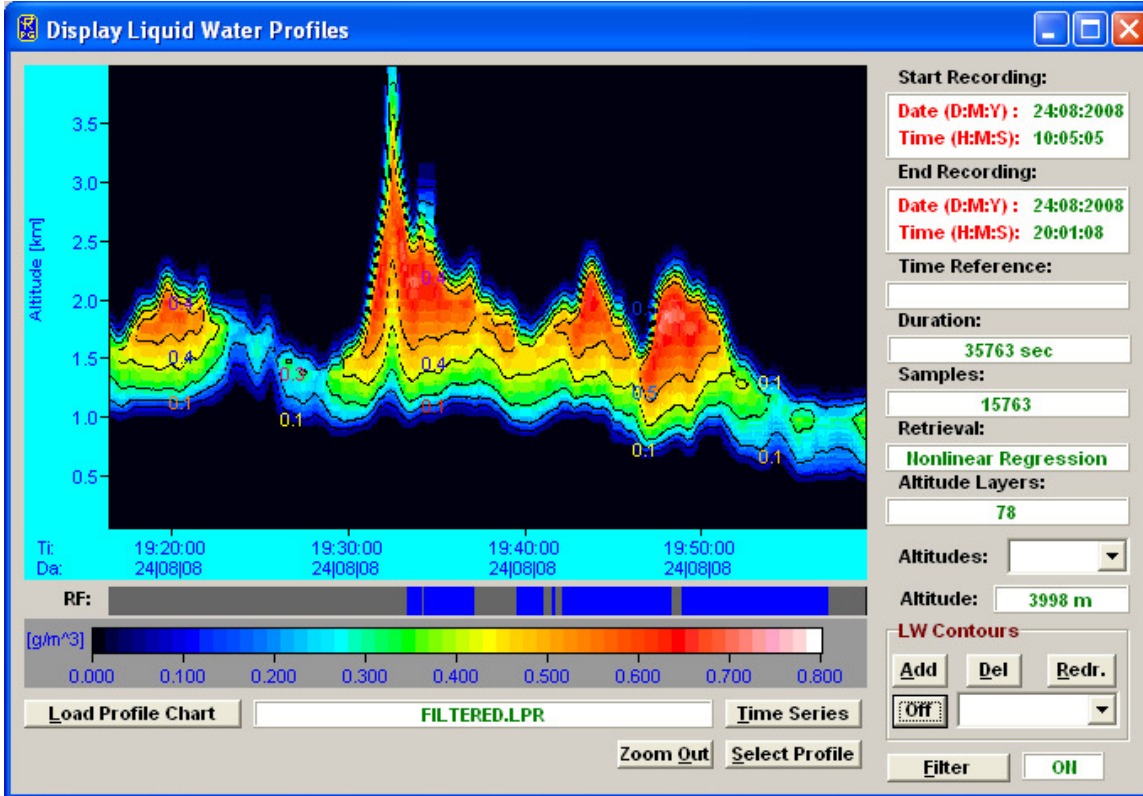 Display Liquid Water Profiles
Start Recording:
Date (D:M:Y) : 24:08:2008
Time (H:M:S): 10:05:05
End Recording:
Date (D:M:Y) : 24:08:2008
Time (H:M:S): 20:01:08
Time Reference:
Duration:
35763 sec
Samples:
15763
Retrieval:
Nonlinear Regression
Altitude Layers:
78
Altitudes:
Altitude: 3998 m
LW Contours
Add Del Redr.
Off
Filter ON
Altitude [km]
3.5
3.0
2.5
2.0
1.5
1.0
0.5
0.4
0.4
0.1
0.3
0.1
0.4
0.4
0.1
0.5
0.5
0.1
0.1
0.1
Ti: 19:20:00 19:30:00 19:40:00 19:50:00
Da: 24|08|08 24|08|08 24|08|08 24|08|08
RF:
[g/m^3]
0.000 0.100 0.200 0.300 0.400 0.500 0.600 0.700 0.800
Load Profile Chart FILTERED.LPR Time Series
Zoom Out Select Profile